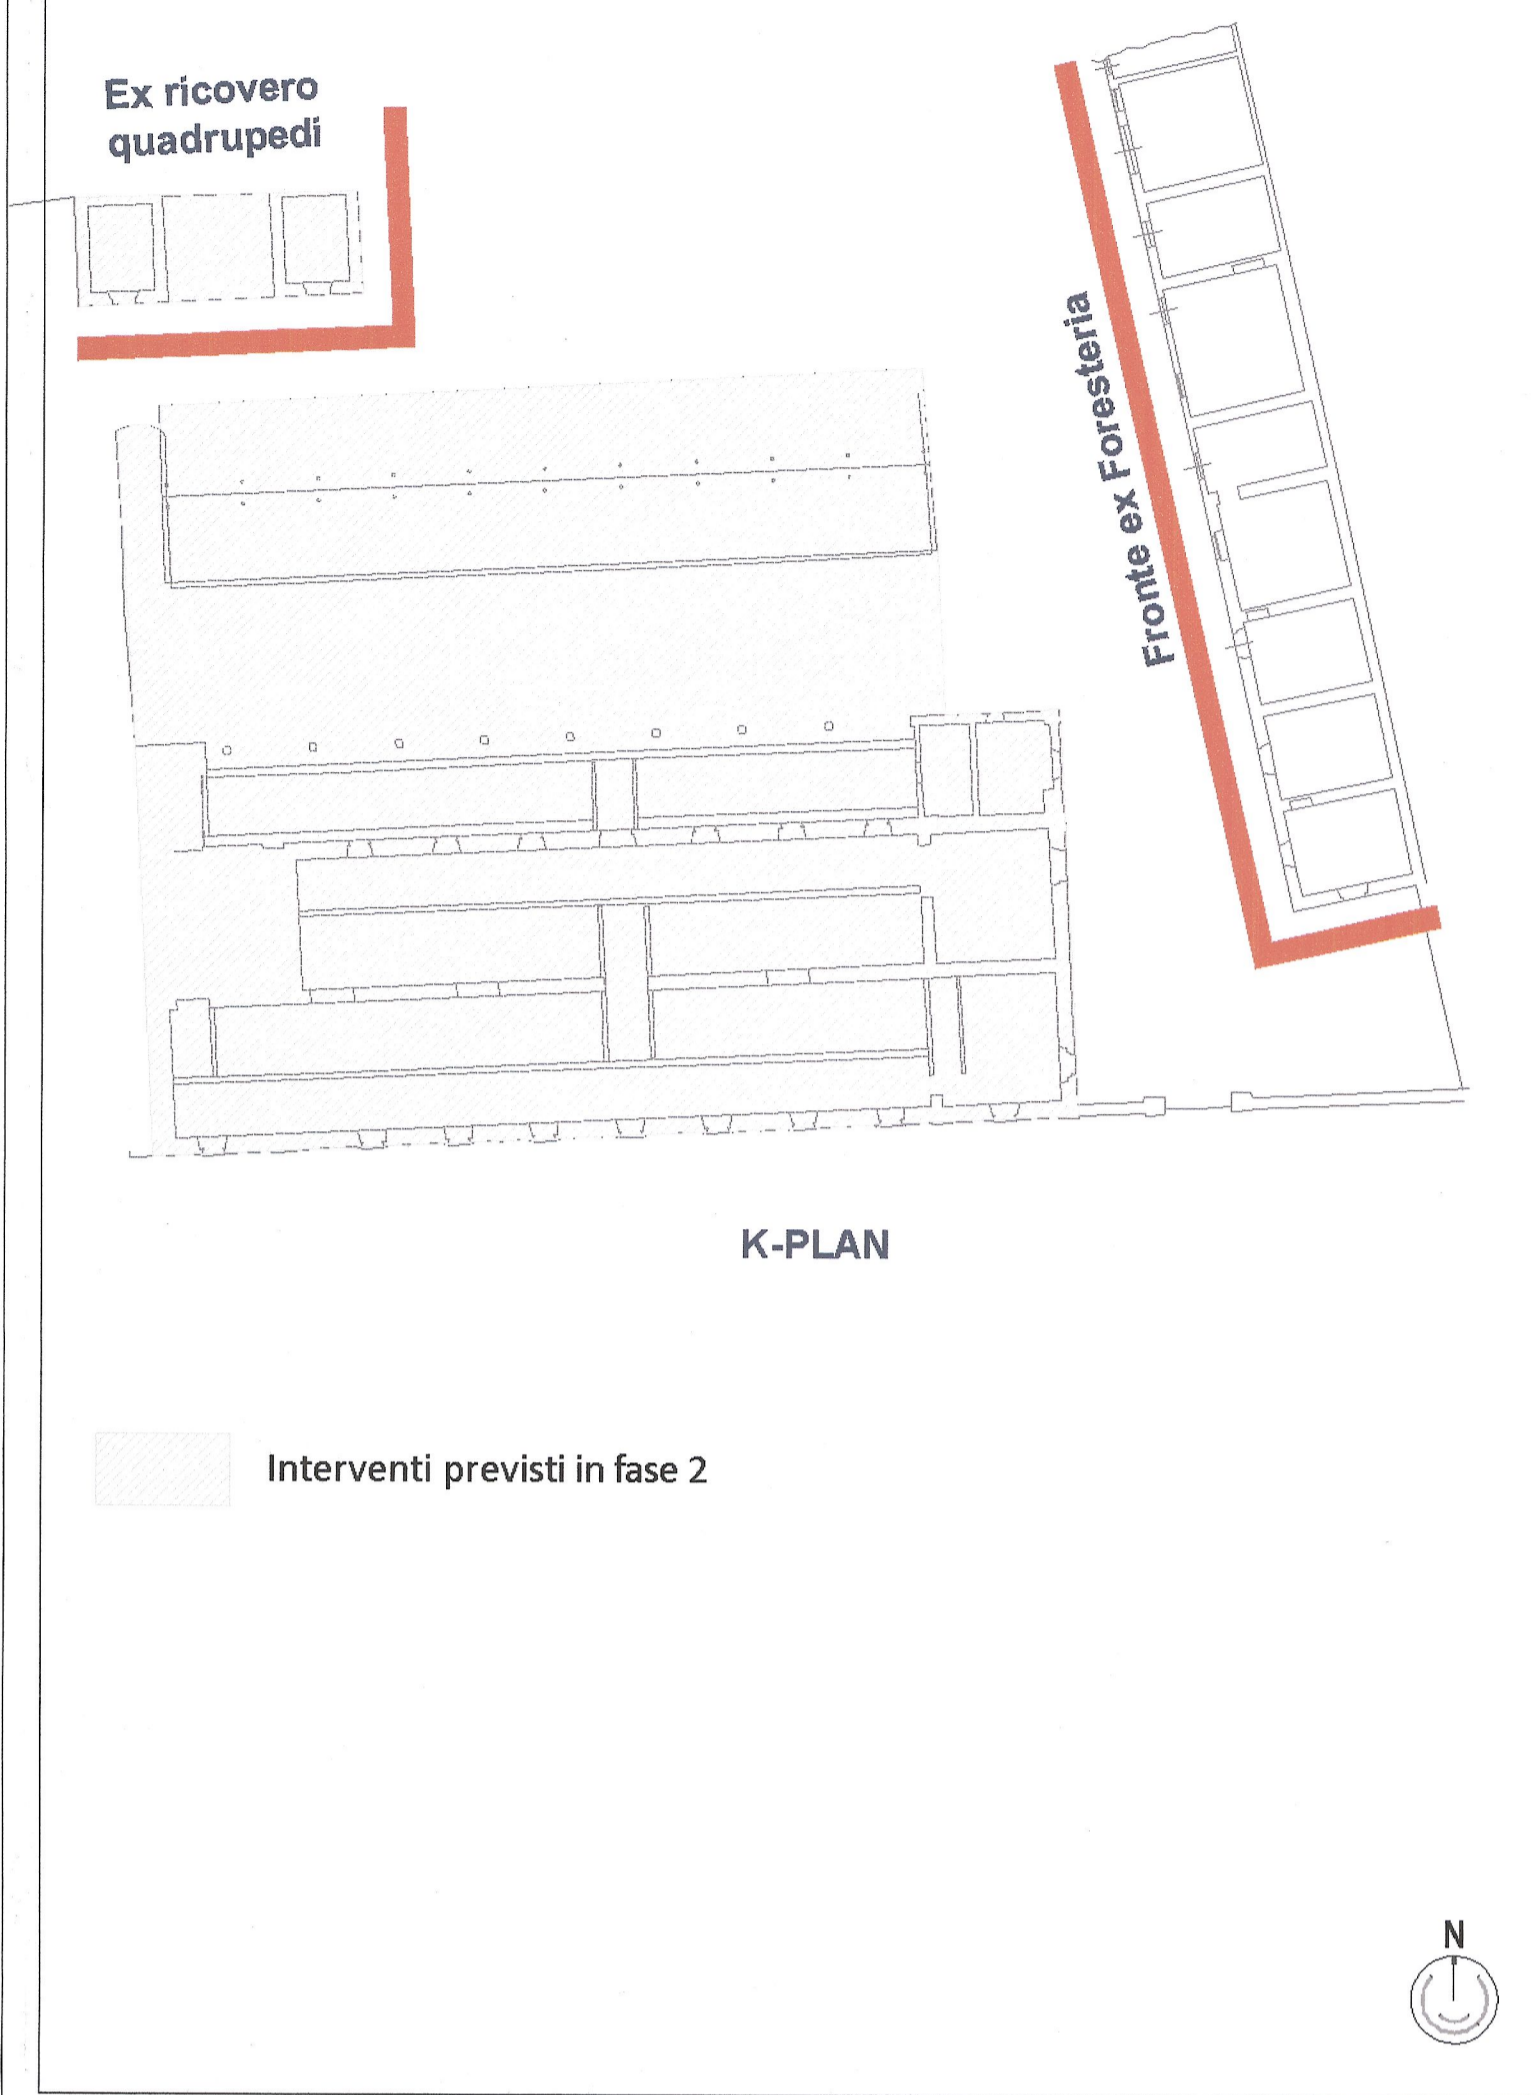 Ex ricovero
quadrupedi
Fronte ex Foresteria
K-PLAN
Interventi previsti in fase 2
N